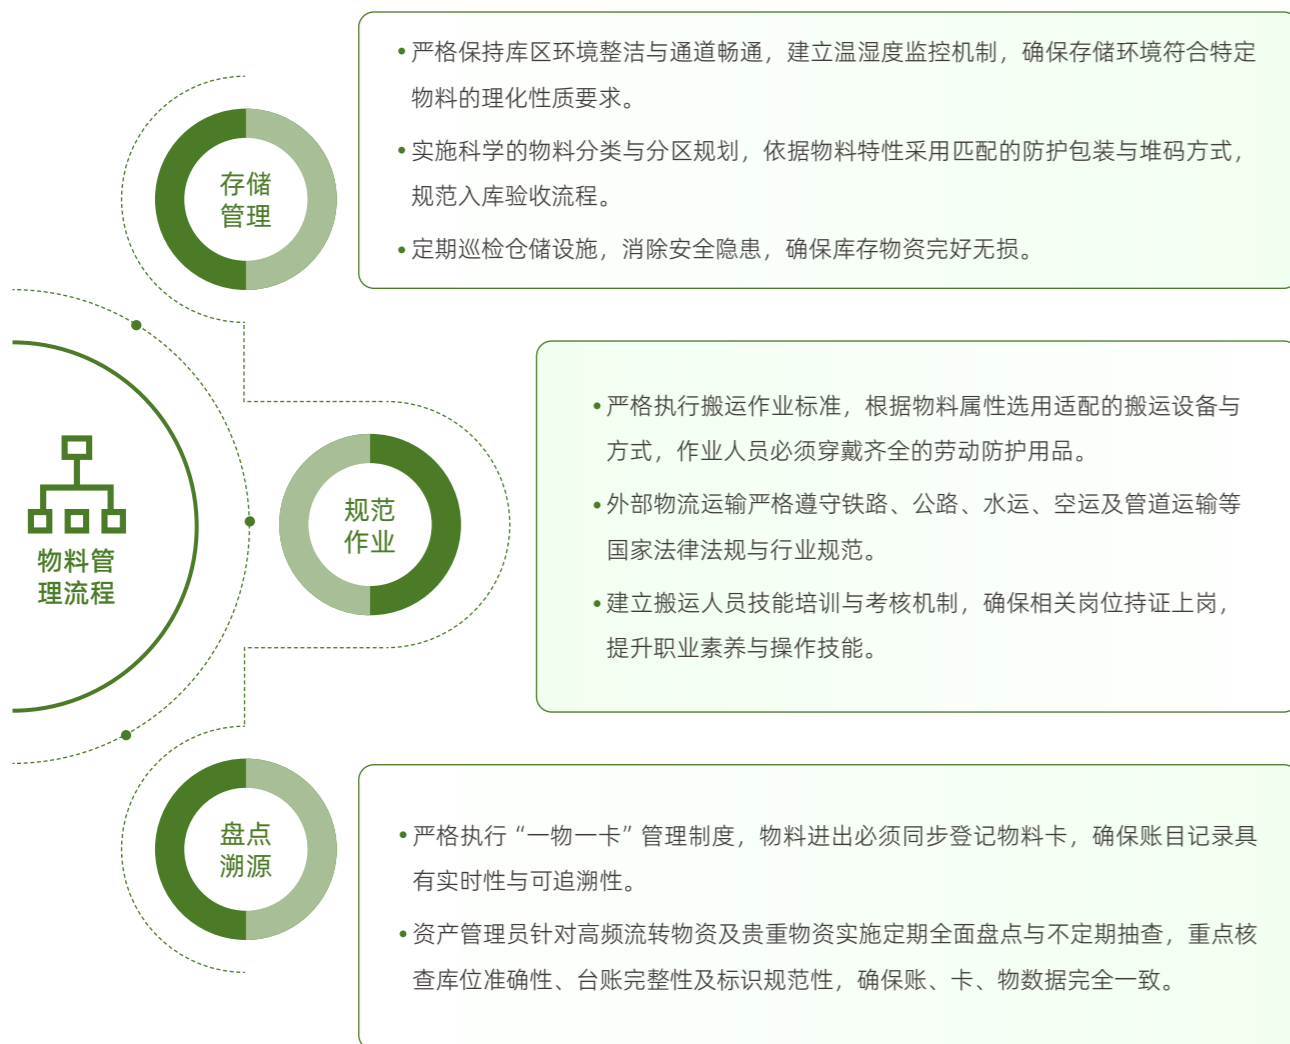 存储
管理
• 严格保持库区环境整洁与通道畅通，建立温湿度监控机制，确保存储环境符合特定
物料的理化性质要求。
• 实施科学的物料分类与分区规划，依据物料特性采用匹配的防护包装与堆码方式，
规范入库验收流程。
• 定期巡检仓储设施，消除安全隐患，确保库存物资完好无损。
物料管
理流程
规范
作业
• 严格执行搬运作业标准，根据物料属性选用适配的搬运设备与
方式，作业人员必须穿戴齐全的劳动防护用品。
• 外部物流运输严格遵守铁路、公路、水运、空运及管道运输等
国家法律法规与行业规范。
• 建立搬运人员技能培训与考核机制，确保相关岗位持证上岗，
提升职业素养与操作技能。
盘点
溯源
• 严格执行“一物一卡”管理制度，物料进出必须同步登记物料卡，确保账目记录具
有实时性与可追溯性。
• 资产管理员针对高频流转物资及贵重物资实施定期全面盘点与不定期抽查，重点核
查库位准确性、台账完整性及标识规范性，确保账、卡、物数据完全一致。